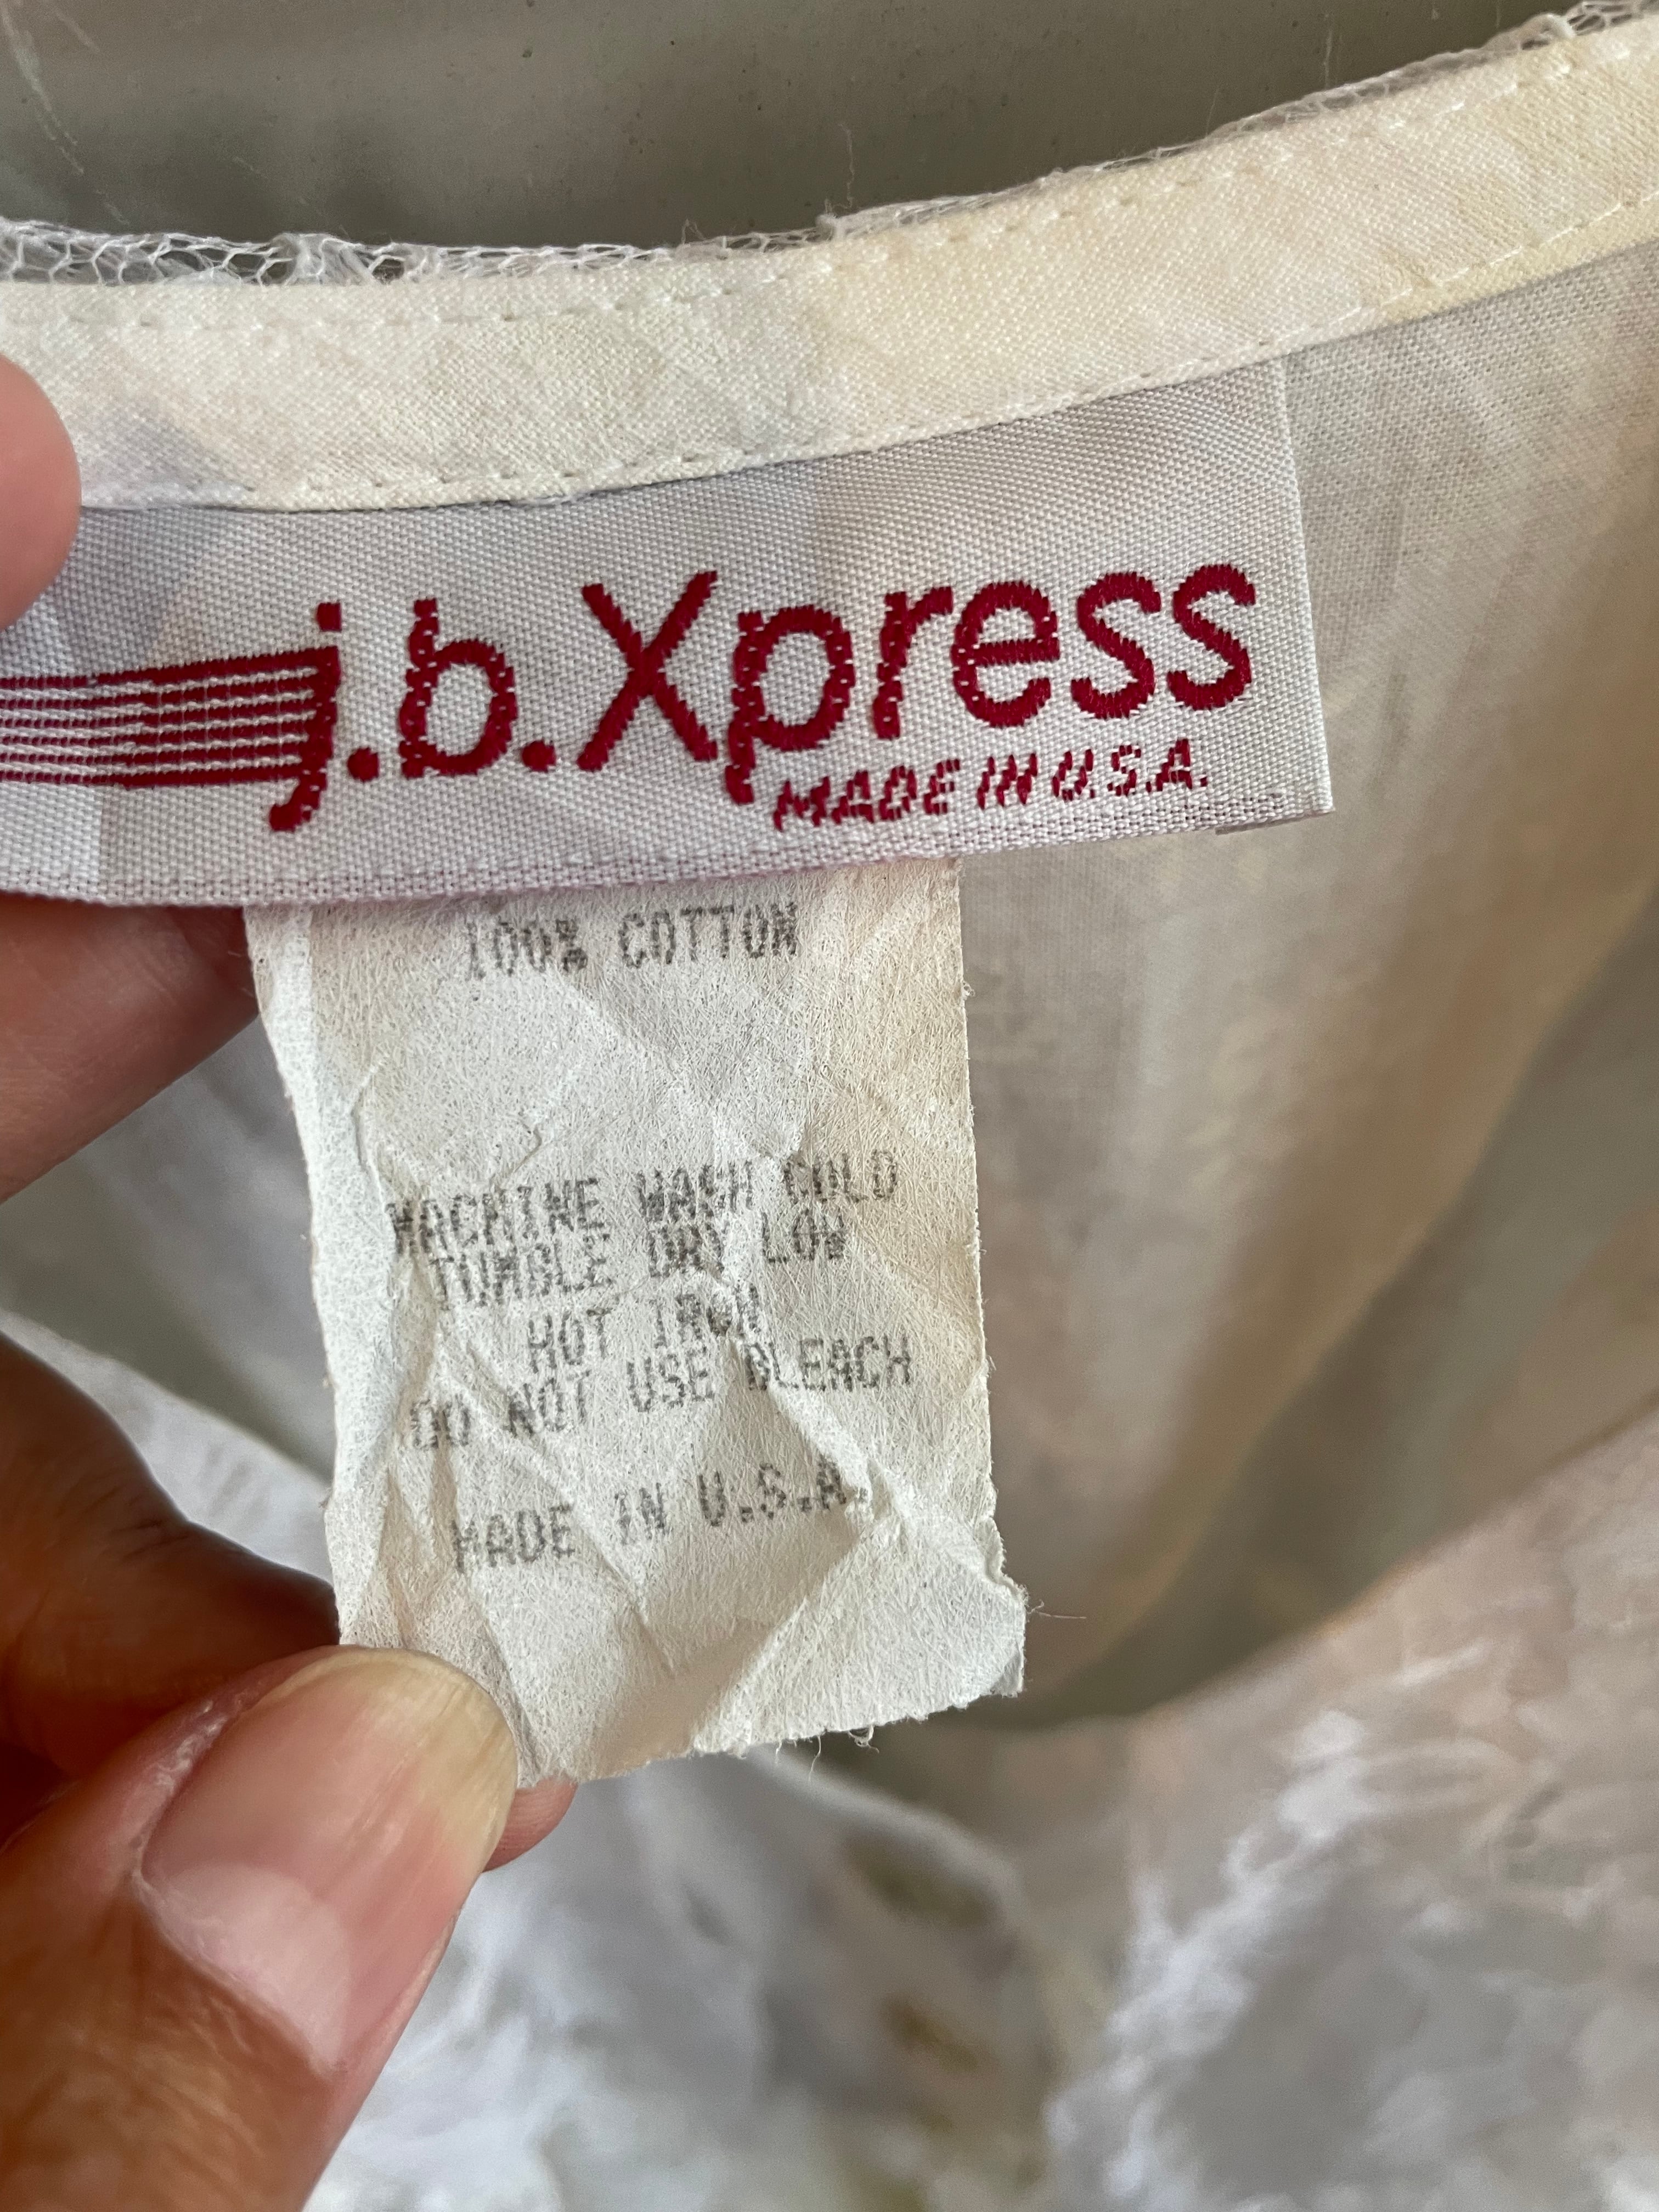 j.b.Xpress
MADE IN U.S.A.
100% COTTON
MACHINE WASH COLD
TUMBLE DRY LOW
HOT IRON
DO NOT USE BLEACH
MADE IN U.S.A.